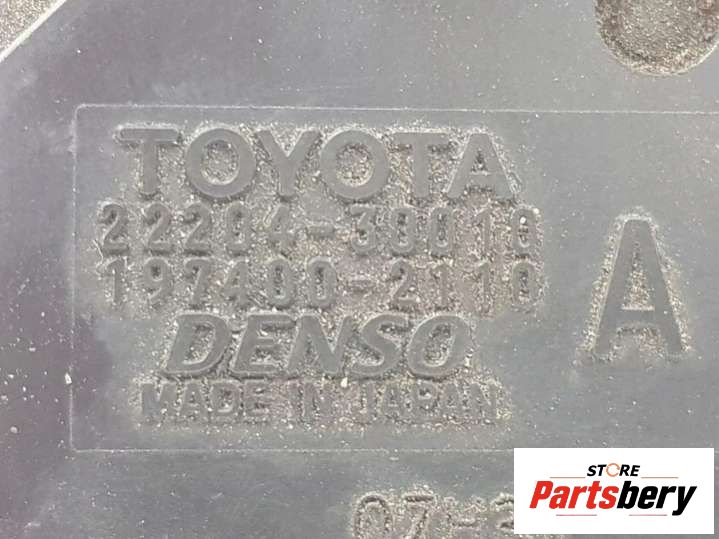 TOYOTA
22204-30010
197400-2110
A
DENSO
MADE IN JAPAN
STORE
Partsbery